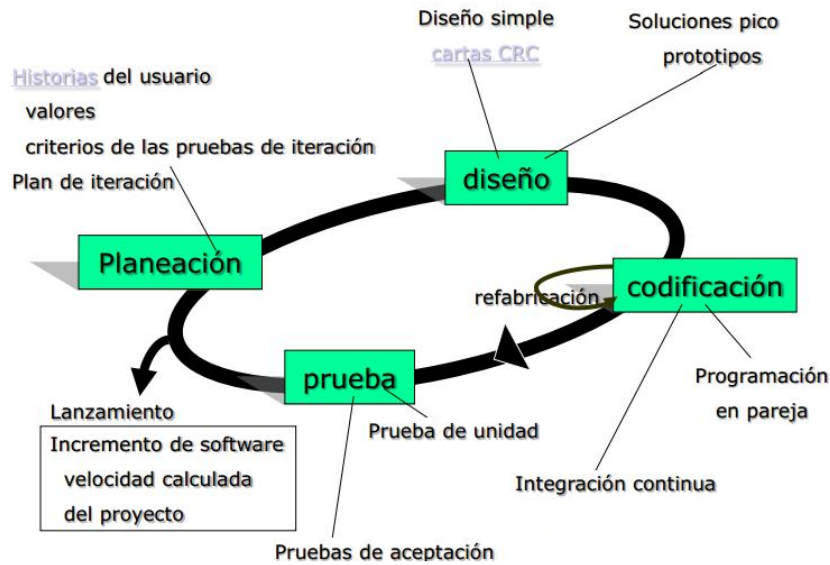 Diseño simple
cartas CRC
Soluciones pico
prototipos
Historias del usuario
valores
criterios de las pruebas de iteración
Plan de iteración
diseño
Planeación
refabricación
codificación
prueba
Programación
en pareja
Lanzamiento
Incremento de software
velocidad calculada
del proyecto
Prueba de unidad
Integración continua
Pruebas de aceptación